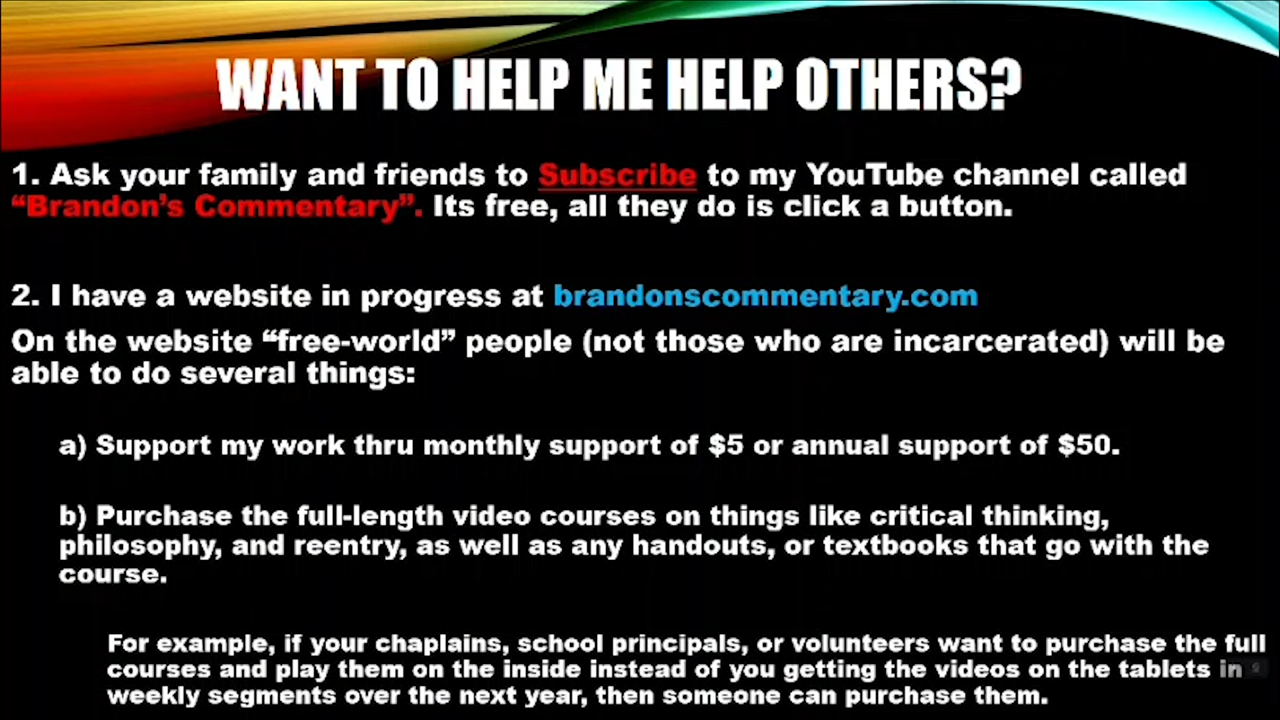 WANT TO HELP ME HELP OTHERS?
1. Ask your family and friends to Subscribe to my YouTube channel called
“Brandon’s Commentary”. Its free, all they do is click a button.
2. I have a website in progress at brandonscommentary.com
On the website “free-world” people (not those who are incarcerated) will be
able to do several things:
a) Support my work thru monthly support of $5 or annual support of $50.
b) Purchase the full-length video courses on things like critical thinking,
philosophy, and reentry, as well as any handouts, or textbooks that go with the
course.
For example, if your chaplains, school principals, or volunteers want to purchase the full
courses and play them on the inside instead of you getting the videos on the tablets in
weekly segments over the next year, then someone can purchase them.